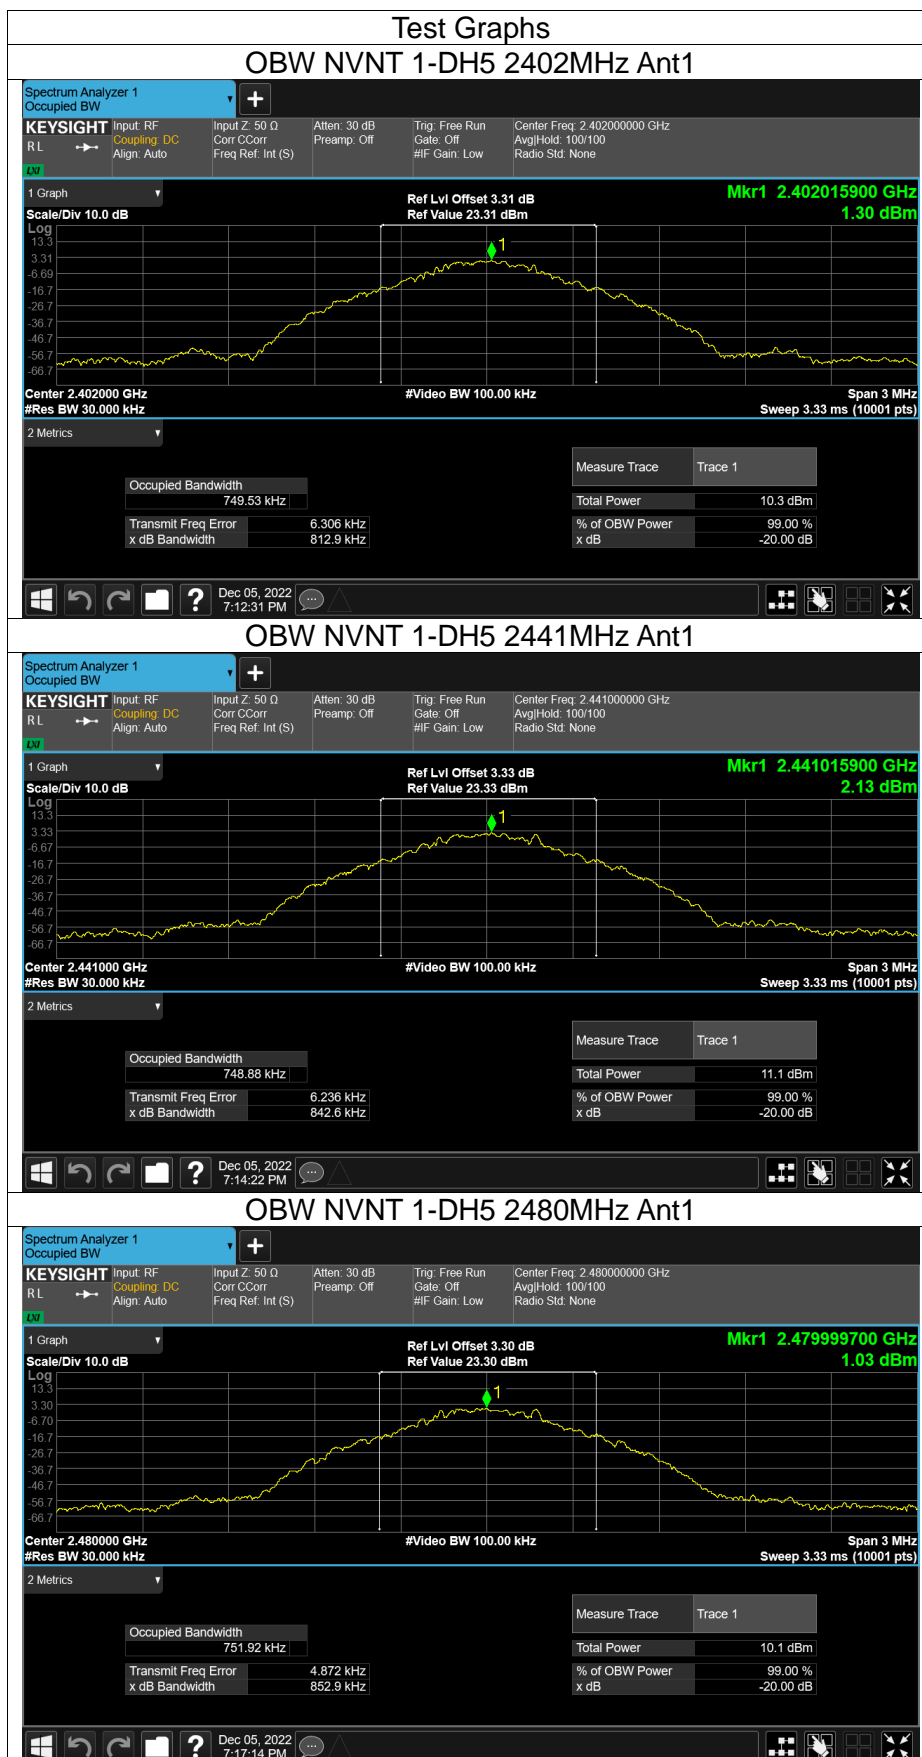 Test Graphs
OBW NVNT 1-DH5 2402MHz Ant1
Spectrum Analyzer 1
Occupied BW
KEYSIGHT Input: RF Input Z: 50 Ω Atten: 30 dB Trig: Free Run Center Freq: 2.402000000 GHz
RL Coupling: DC Corr CCorr Preamp: Off Gate: Off Avg|Hold: 100/100
Align: Auto Freq Ref: Int (S) #IF Gain: Low Radio Std: None
LXI
1 Graph Ref Lvl Offset 3.31 dB Mkr1 2.402015900 GHz
Scale/Div 10.0 dB Ref Value 23.31 dBm 1.30 dBm
Log
13.3
1
3.31
-6.69
-16.7
-26.7
-36.7
-46.7
-56.7
-66.7
Center 2.402000 GHz #Video BW 100.00 kHz Span 3 MHz
#Res BW 30.000 kHz Sweep 3.33 ms (10001 pts)
2 Metrics
Measure Trace Trace 1
Occupied Bandwidth
749.53 kHz Total Power 10.3 dBm
Transmit Freq Error 6.306 kHz % of OBW Power 99.00 %
x dB Bandwidth 812.9 kHz x dB -20.00 dB
Dec 05, 2022
7:12:31 PM
OBW NVNT 1-DH5 2441MHz Ant1
Spectrum Analyzer 1
Occupied BW
KEYSIGHT Input: RF Input Z: 50 Ω Atten: 30 dB Trig: Free Run Center Freq: 2.441000000 GHz
RL Coupling: DC Corr CCorr Preamp: Off Gate: Off Avg|Hold: 100/100
Align: Auto Freq Ref: Int (S) #IF Gain: Low Radio Std: None
LXI
1 Graph Ref Lvl Offset 3.33 dB Mkr1 2.441015900 GHz
Scale/Div 10.0 dB Ref Value 23.33 dBm 2.13 dBm
Log
13.3
1
3.33
-6.67
-16.7
-26.7
-36.7
-46.7
-56.7
-66.7
Center 2.441000 GHz #Video BW 100.00 kHz Span 3 MHz
#Res BW 30.000 kHz Sweep 3.33 ms (10001 pts)
2 Metrics
Measure Trace Trace 1
Occupied Bandwidth
748.88 kHz Total Power 11.1 dBm
Transmit Freq Error 6.236 kHz % of OBW Power 99.00 %
x dB Bandwidth 842.6 kHz x dB -20.00 dB
Dec 05, 2022
7:14:22 PM
OBW NVNT 1-DH5 2480MHz Ant1
Spectrum Analyzer 1
Occupied BW
KEYSIGHT Input: RF Input Z: 50 Ω Atten: 30 dB Trig: Free Run Center Freq: 2.480000000 GHz
RL Coupling: DC Corr CCorr Preamp: Off Gate: Off Avg|Hold: 100/100
Align: Auto Freq Ref: Int (S) #IF Gain: Low Radio Std: None
LXI
1 Graph Ref Lvl Offset 3.30 dB Mkr1 2.479999700 GHz
Scale/Div 10.0 dB Ref Value 23.30 dBm 1.03 dBm
Log
13.3
1
3.30
-6.70
-16.7
-26.7
-36.7
-46.7
-56.7
-66.7
Center 2.480000 GHz #Video BW 100.00 kHz Span 3 MHz
#Res BW 30.000 kHz Sweep 3.33 ms (10001 pts)
2 Metrics
Measure Trace Trace 1
Occupied Bandwidth
751.92 kHz Total Power 10.1 dBm
Transmit Freq Error 4.872 kHz % of OBW Power 99.00 %
x dB Bandwidth 852.9 kHz x dB -20.00 dB
Dec 05, 2022
7:17:14 PM